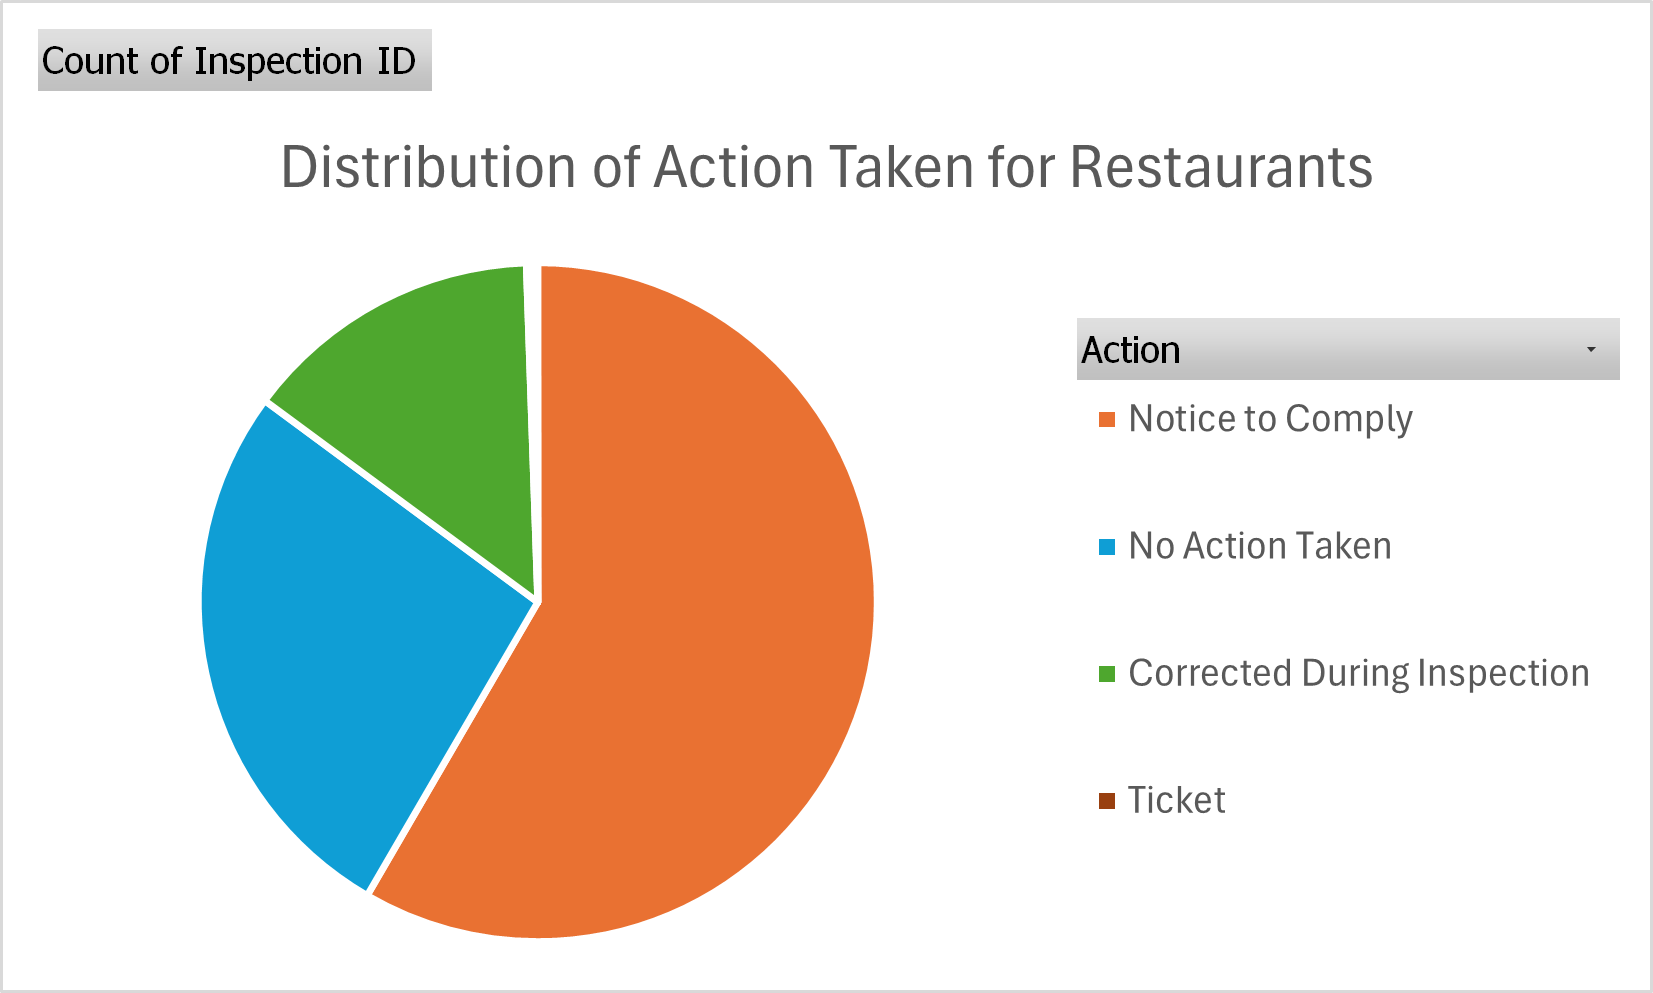 Count of Inspection ID
Distribution of Action Taken for Restaurants
Action
Notice to Comply
No Action Taken
Corrected During Inspection
Ticket